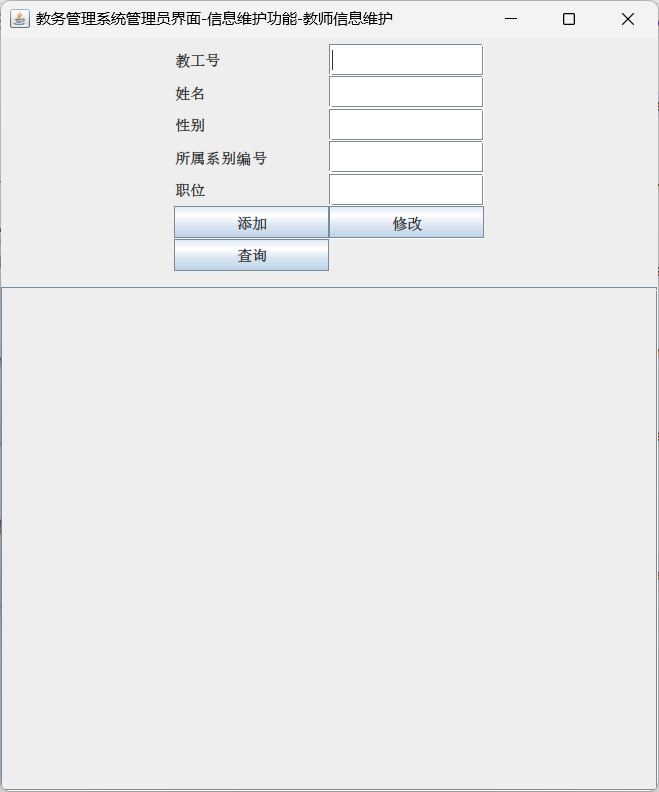 教务管理系统管理员界面-信息维护功能-教师信息维护
教工号
姓名
性别
所属系别编号
职位
添加 修改
查询